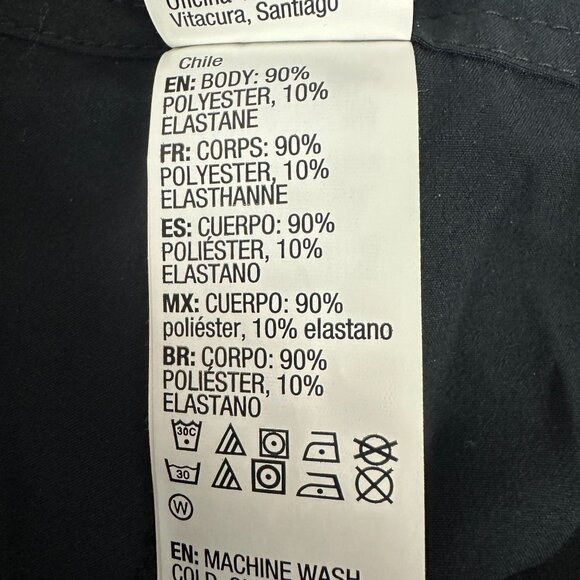 Vitacura, Santiago
Chile
EN: BODY: 90%
POLYESTER, 10%
ELASTANE
FR: CORPS: 90%
POLYESTER, 10%
ELASTHANNE
ES: CUERPO: 90%
POLIÉSTER, 10%
ELASTANO
MX: CUERPO: 90%
poliéster, 10% elastano
BR: CORPO: 90%
POLIÉSTER, 10%
ELASTANO
30C
30
W
EN: MACHINE WASH